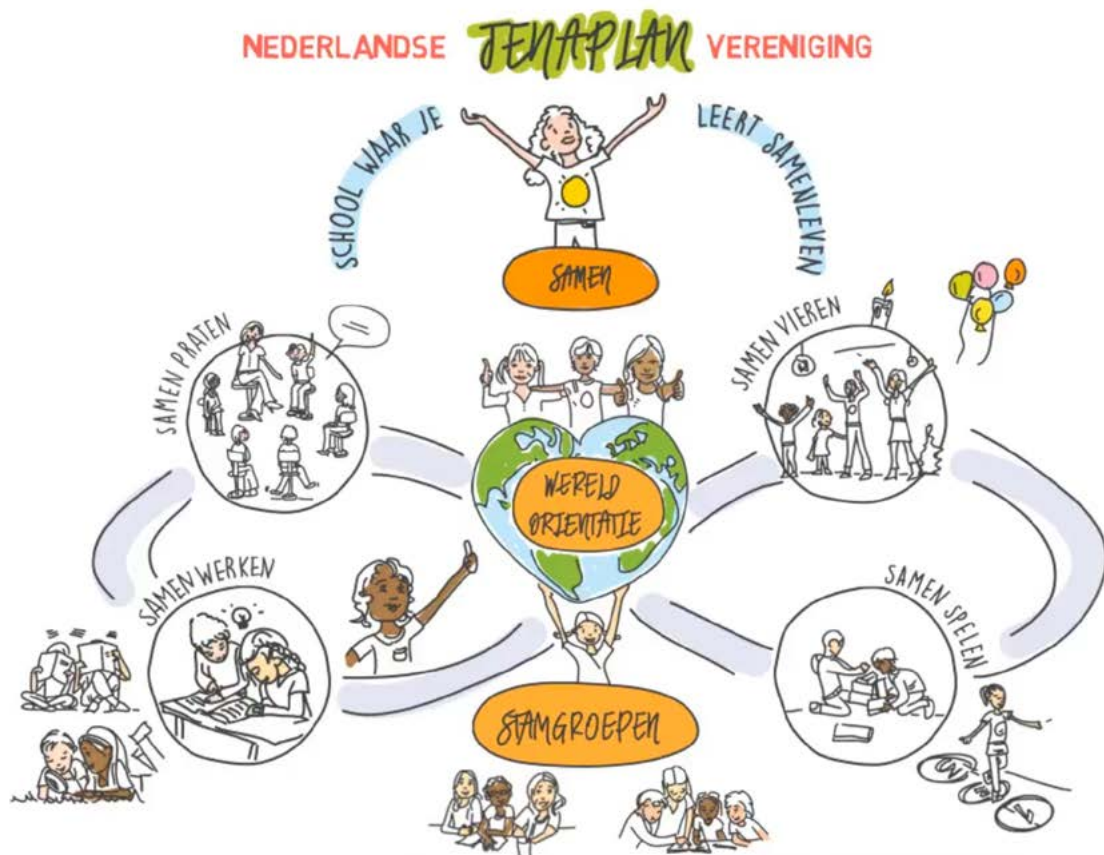 NEDERLANDSE JENAPLAN VERENIGING
SCHOOL WAAR JE
LEERT SAMENLEVEN
SAMEN
SAMEN PRATEN
SAMEN VIEREN
WERELD
ORIENTATIE
SAMEN WERKEN
SAMEN SPELEN
STAMGROEPEN